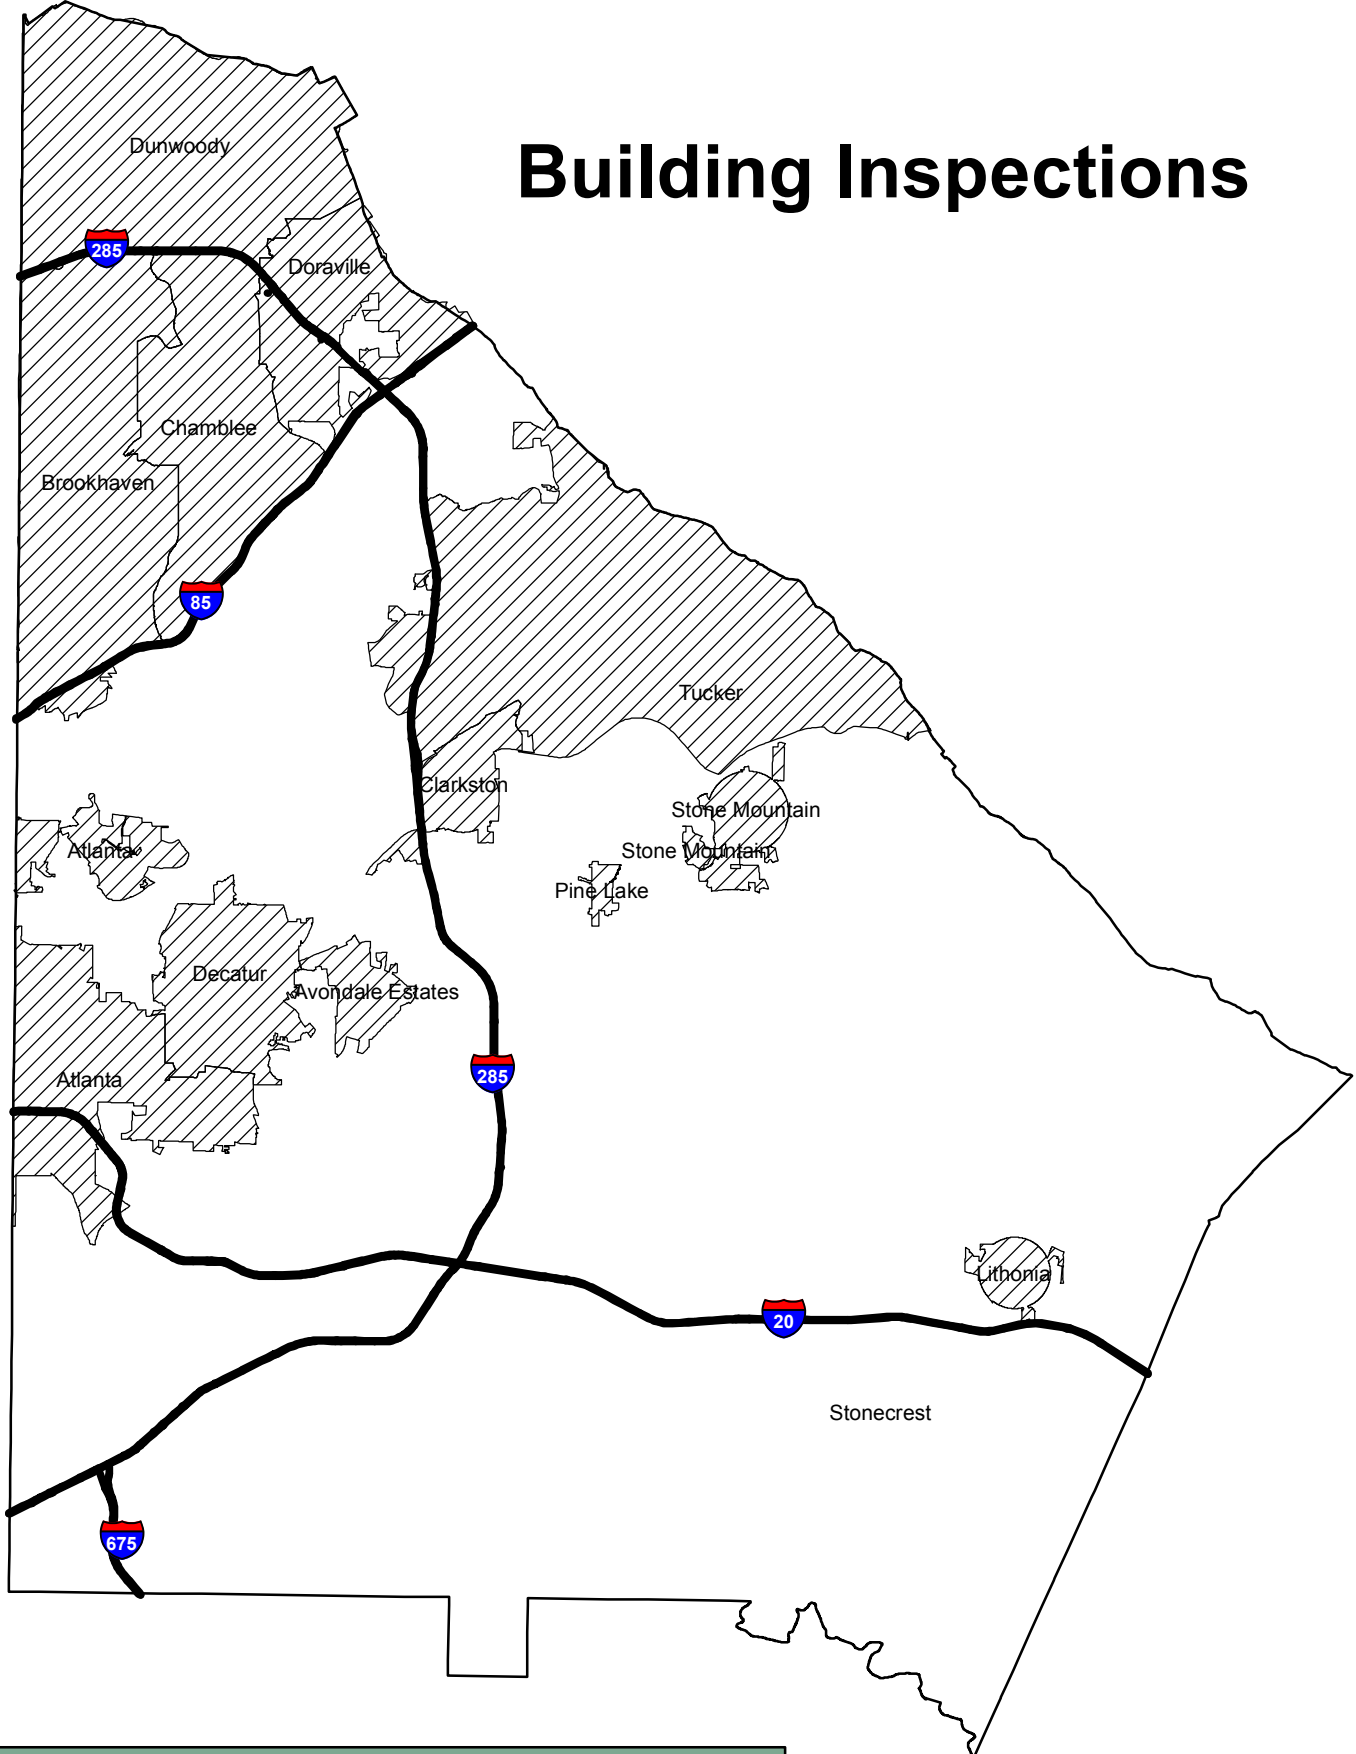 Dunwoody
Building Inspections
285
Doraville
Chamblee
Brookhaven
85
Tucker
Clarkston
Stone Mountain
Atlanta
Stone Mountain
Pine Lake
Decatur
Avondale Estates
285
Atlanta
Lithonia
20
Stonecrest
675